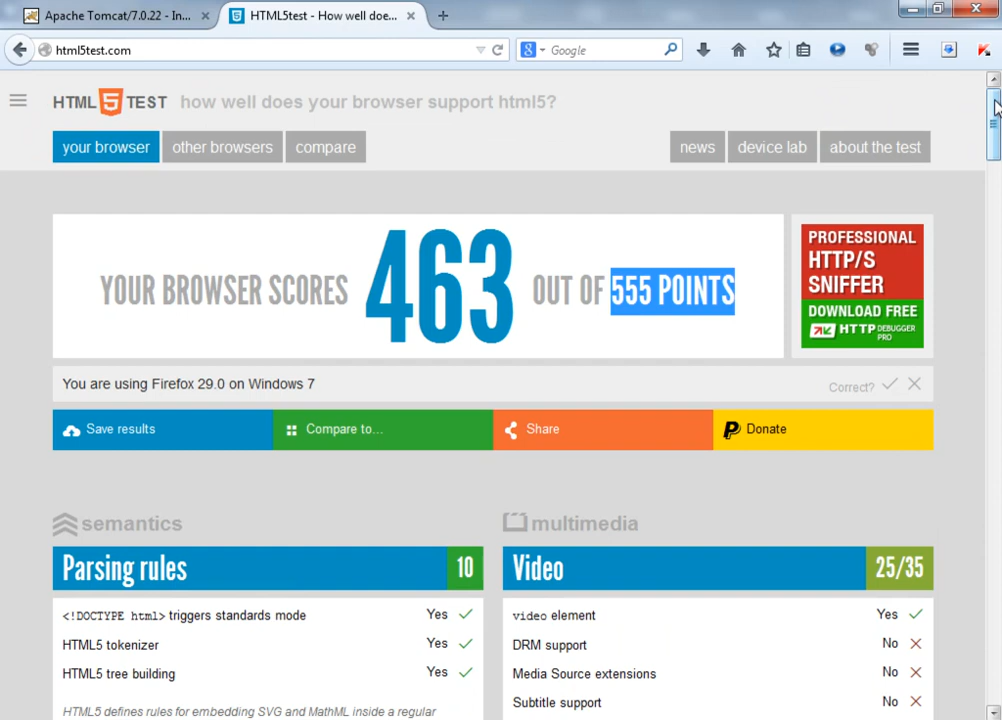 Apache Tomcat/7.0.22 - In...
HTML5test - How well doe...
html5test.com
Google
HTML5TEST how well does your browser support html5?
your browser
other browsers
compare
news
device lab
about the test
YOUR BROWSER SCORES 463 OUT OF 555 POINTS
PROFESSIONAL
HTTP/S
SNIFFER
DOWNLOAD FREE
HTTP DEBUGGER PRO
You are using Firefox 29.0 on Windows 7
Correct?
Save results
Compare to...
Share
Donate
semantics
Parsing rules 10
<!DOCTYPE html> triggers standards mode Yes
HTML5 tokenizer Yes
HTML5 tree building Yes
HTML5 defines rules for embedding SVG and MathML inside a regular
multimedia
Video 25/35
video element Yes
DRM support No
Media Source extensions No
Subtitle support No